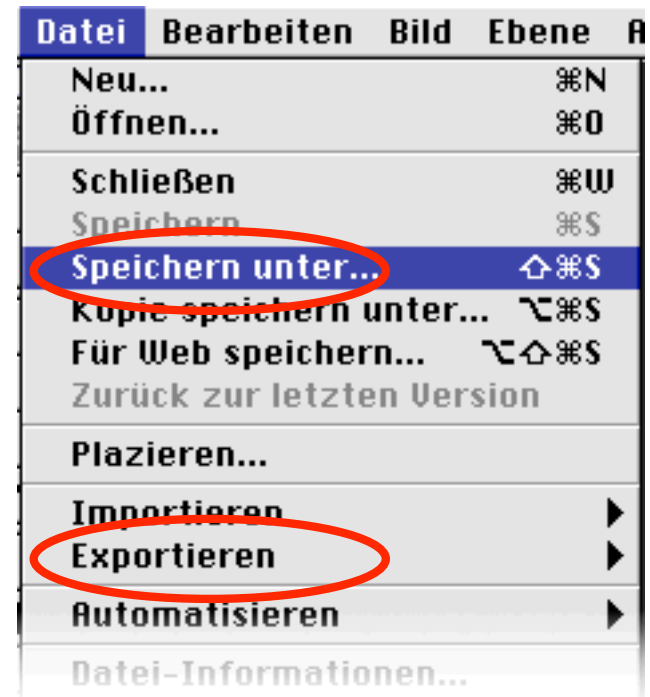 Datei Bearbeiten Bild Ebene A
Neu... ⌘N
Öffnen... ⌘O
Schließen ⌘W
Speichern ⌘S
Speichern unter... ⇧⌘S
Kopie speichern unter... ⌥⌘S
Für Web speichern... ⌥⇧⌘S
Zurück zur letzten Version
Plazieren...
Importieren ▶
Exportieren ▶
Automatisieren ▶
Datei-Informationen...